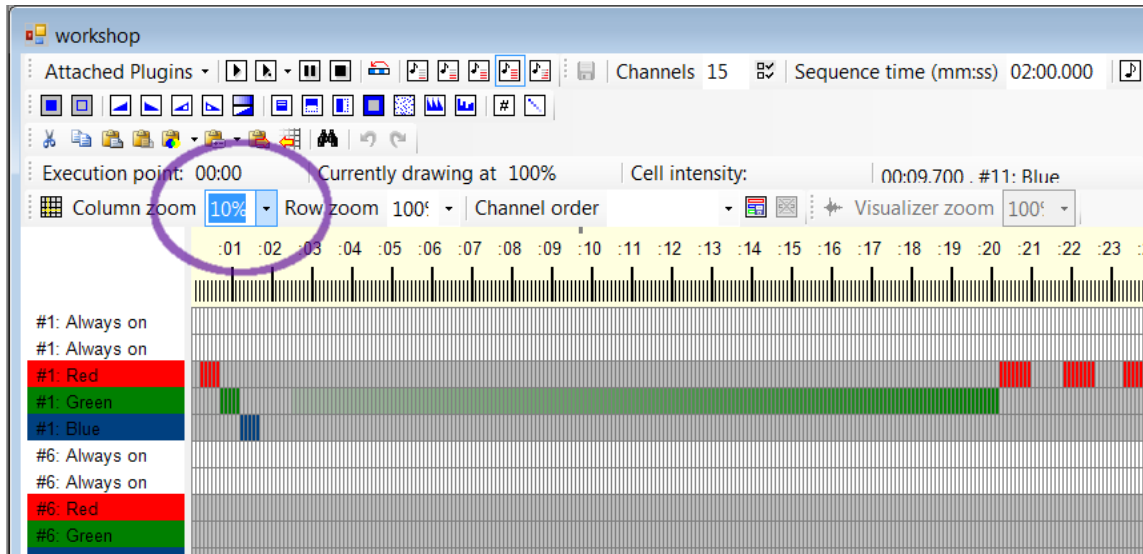 workshop
Attached Plugins Channels 15 Sequence time (mm:ss) 02:00.000
#
Execution point: 00:00 Currently drawing at 100% Cell intensity: 00:09.700 , #11: Blue
Column zoom 10% Row zoom 100% Channel order Visualizer zoom 100%
:01 :02 :03 :04 :05 :06 :07 :08 :09 :10 :11 :12 :13 :14 :15 :16 :17 :18 :19 :20 :21 :22 :23
#1: Always on
#1: Always on
#1: Red
#1: Green
#1: Blue
#6: Always on
#6: Always on
#6: Red
#6: Green